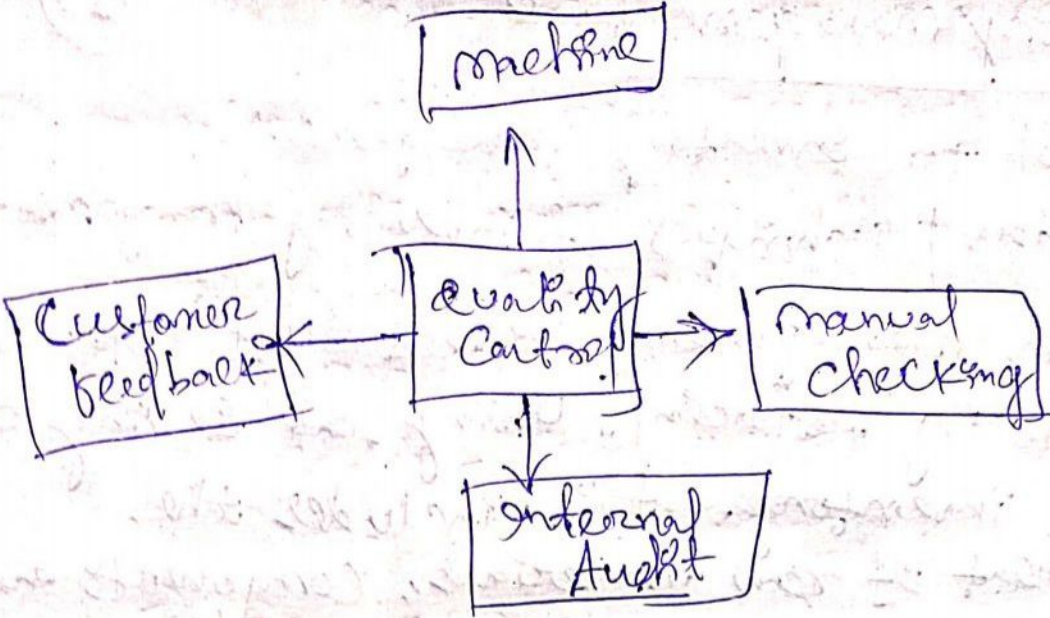 Machine
Customer
Feedback
Quality
Control
Manual
Checking
Internal
Audit